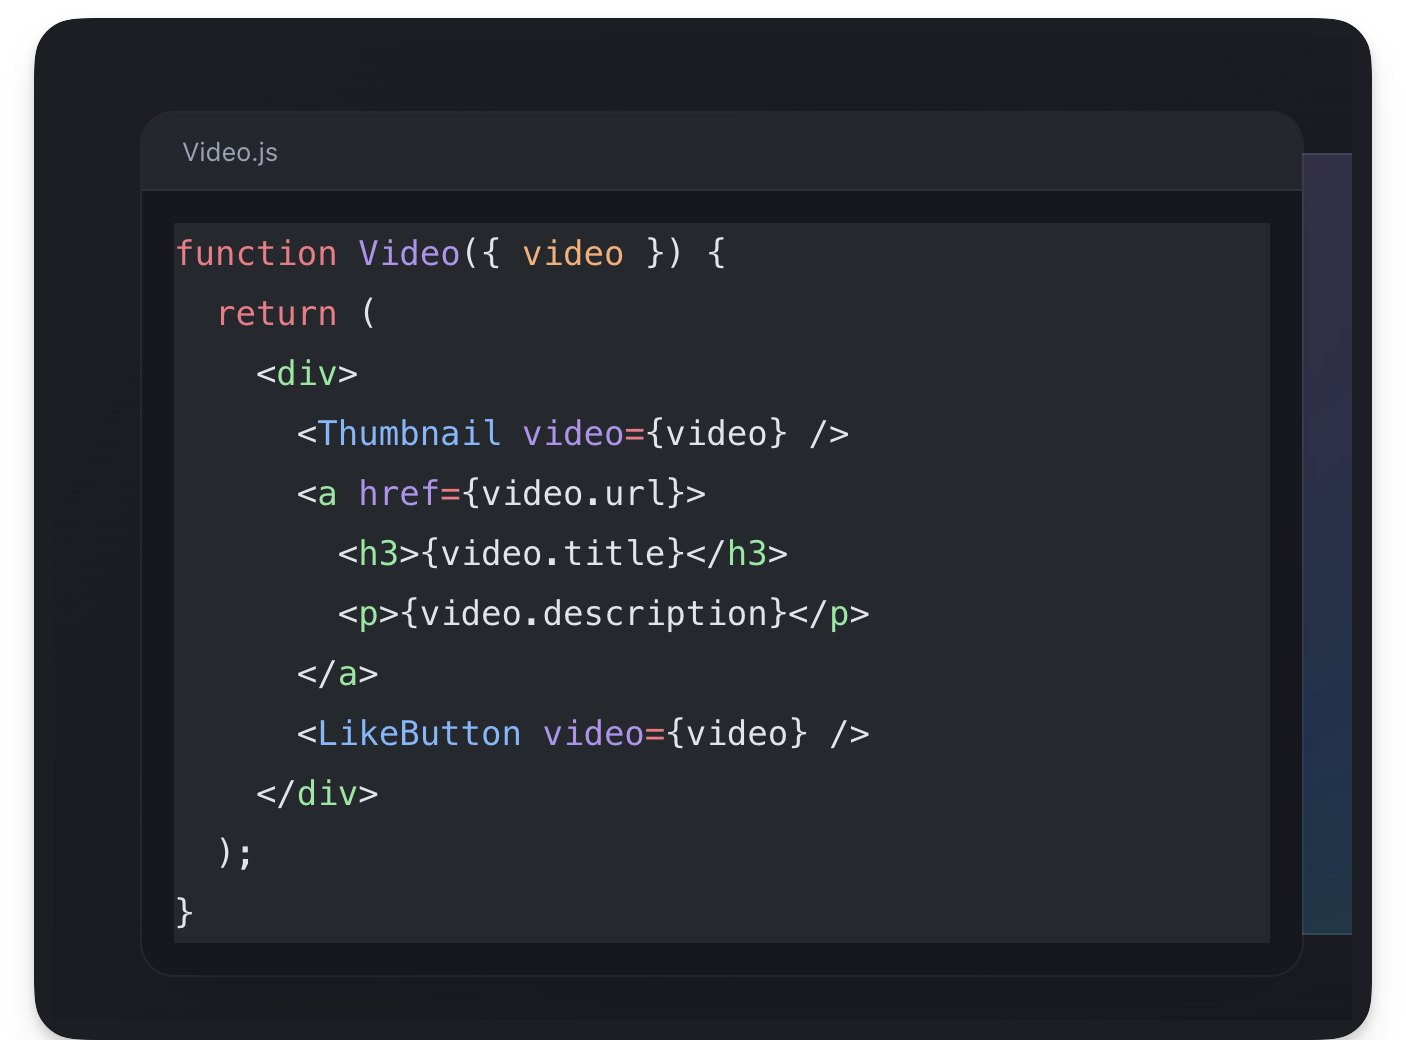 Video.js
function Video({ video }) {
  return (
    <div>
      <Thumbnail video={video} />
      <a href={video.url}>
        <h3>{video.title}</h3>
        <p>{video.description}</p>
      </a>
      <LikeButton video={video} />
    </div>
  );
}